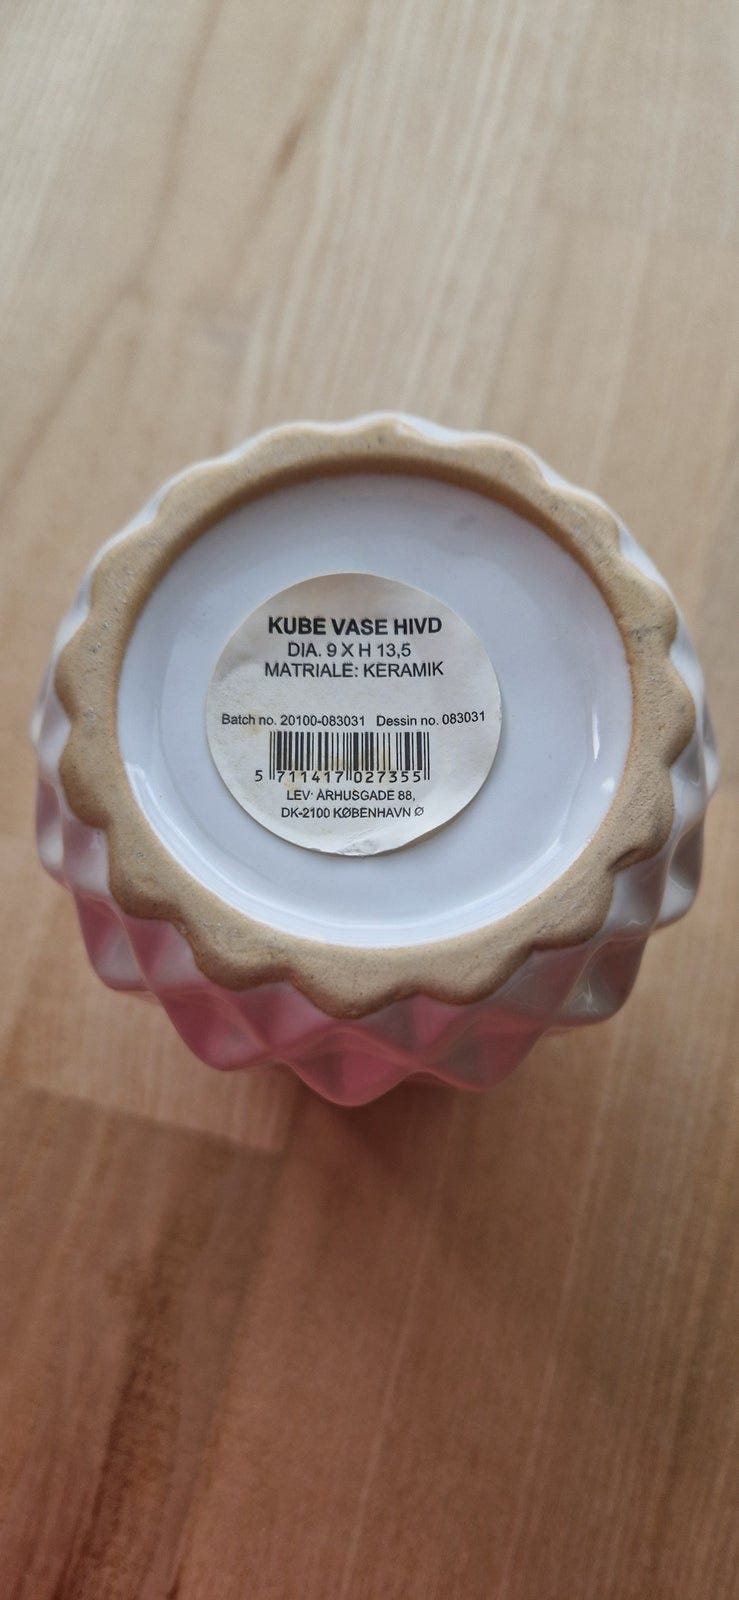 KUBE VASE HIVD
DIA. 9 X H 13,5
MATRIALE: KERAMIK
Batch no. 20100-083031 Dessin no. 083031
5 711417 027355
LEV: ÅRHUSGADE 88,
DK-2100 KØBENHAVN Ø